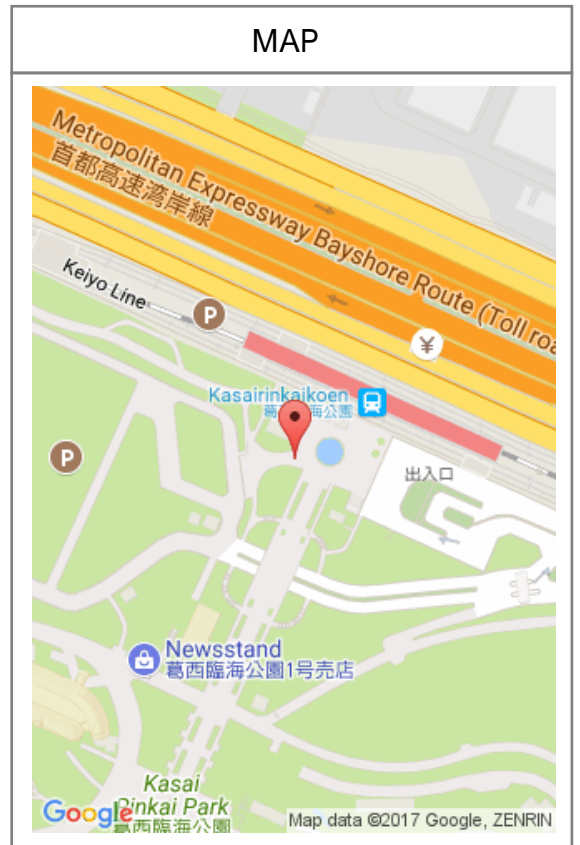 MAP
Metropolitan Expressway Bayshore Route (Toll roa
首都高速湾岸線
Keiyo Line
P
¥
Kasairinkaikoen
葛 海公園
P
出入口
Newsstand
葛西臨海公園1号売店
Kasai
Rinkai Park
葛西臨海公園
Google
Map data ©2017 Google, ZENRIN